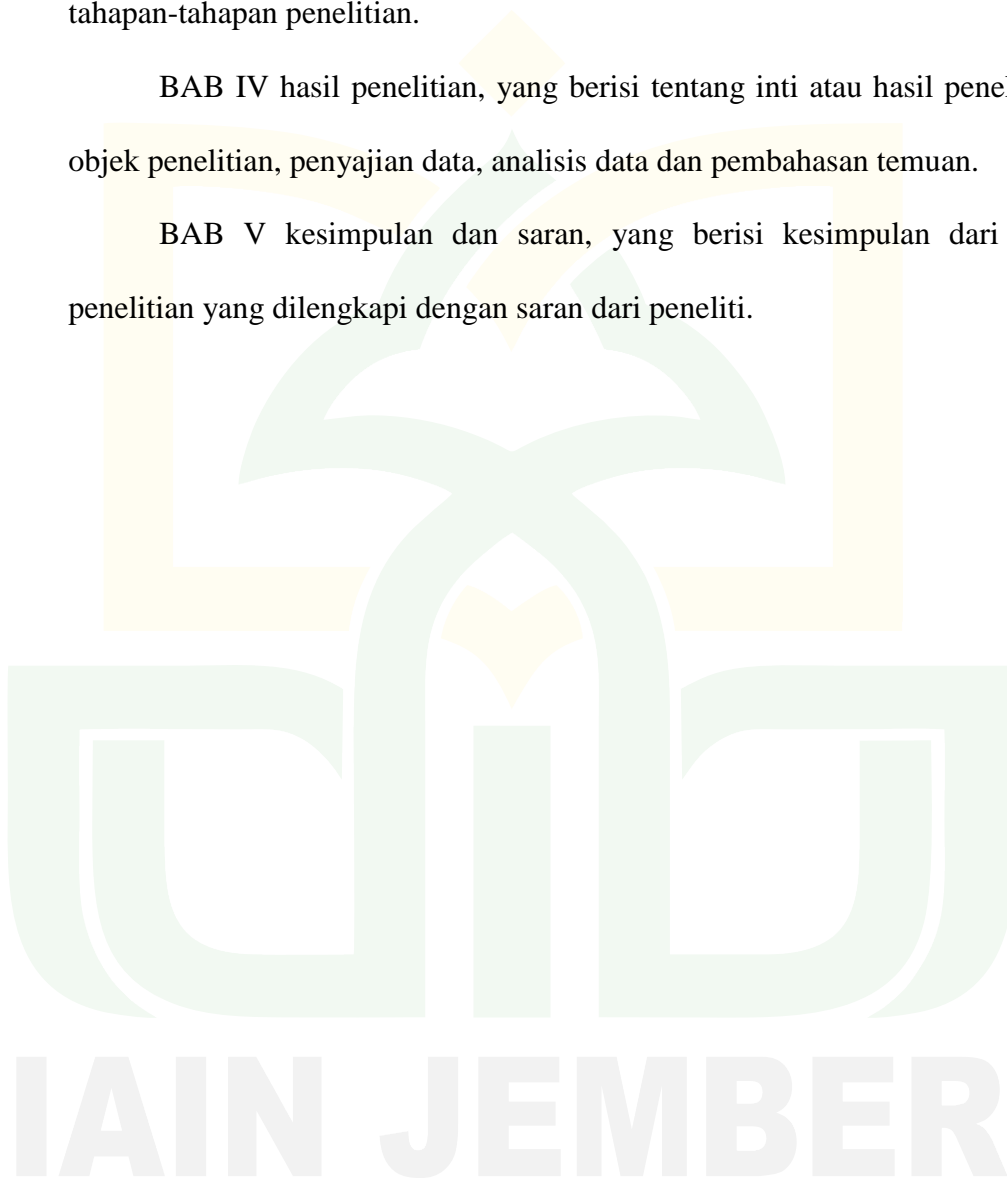 tahapan-tahapan penelitian.
BAB IV hasil penelitian, yang berisi tentang inti atau hasil
objek penelitian, penyajian data, analisis data dan pembahasan temuan.
BAB V kesimpulan dan saran, yang berisi kesimpulan dari
penelitian yang dilengkapi dengan saran dari peneliti.
IAIN JEMBER